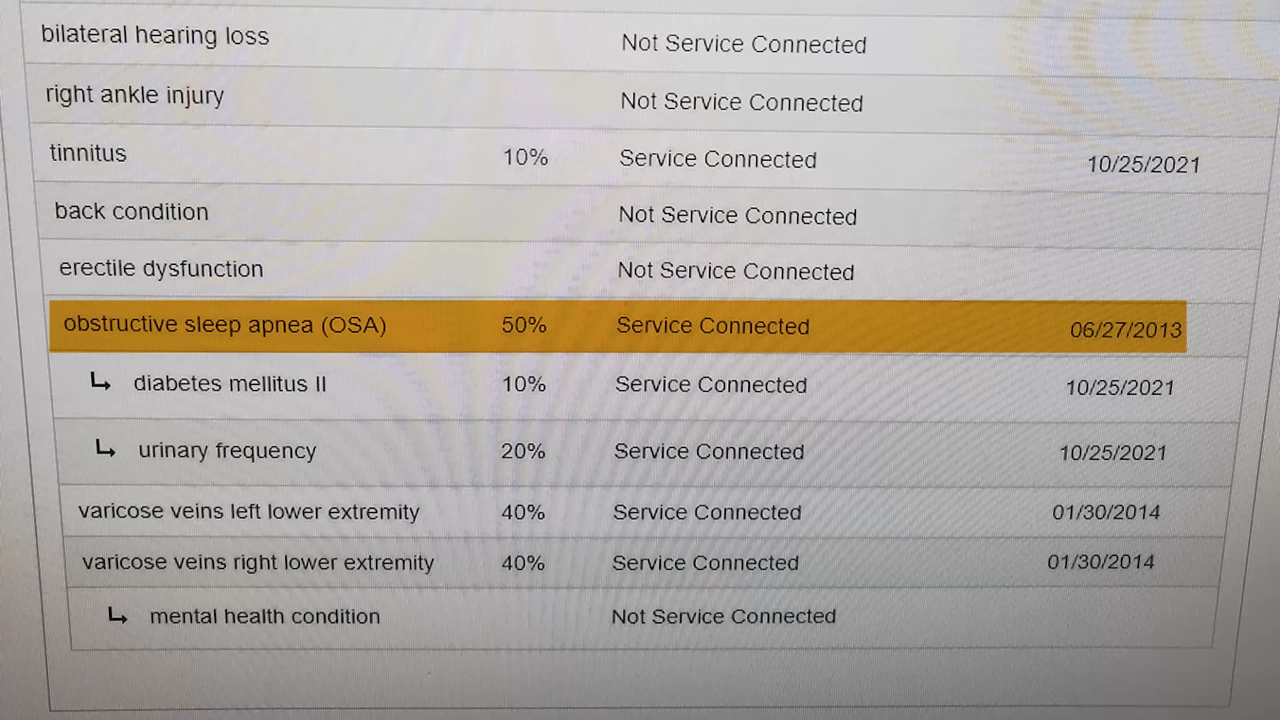 bilateral hearing loss Not Service Connected
right ankle injury Not Service Connected
tinnitus 10% Service Connected 10/25/2021
back condition Not Service Connected
erectile dysfunction Not Service Connected
obstructive sleep apnea (OSA) 50% Service Connected 06/27/2013
diabetes mellitus II 10% Service Connected 10/25/2021
urinary frequency 20% Service Connected 10/25/2021
varicose veins left lower extremity 40% Service Connected 01/30/2014
varicose veins right lower extremity 40% Service Connected 01/30/2014
mental health condition Not Service Connected